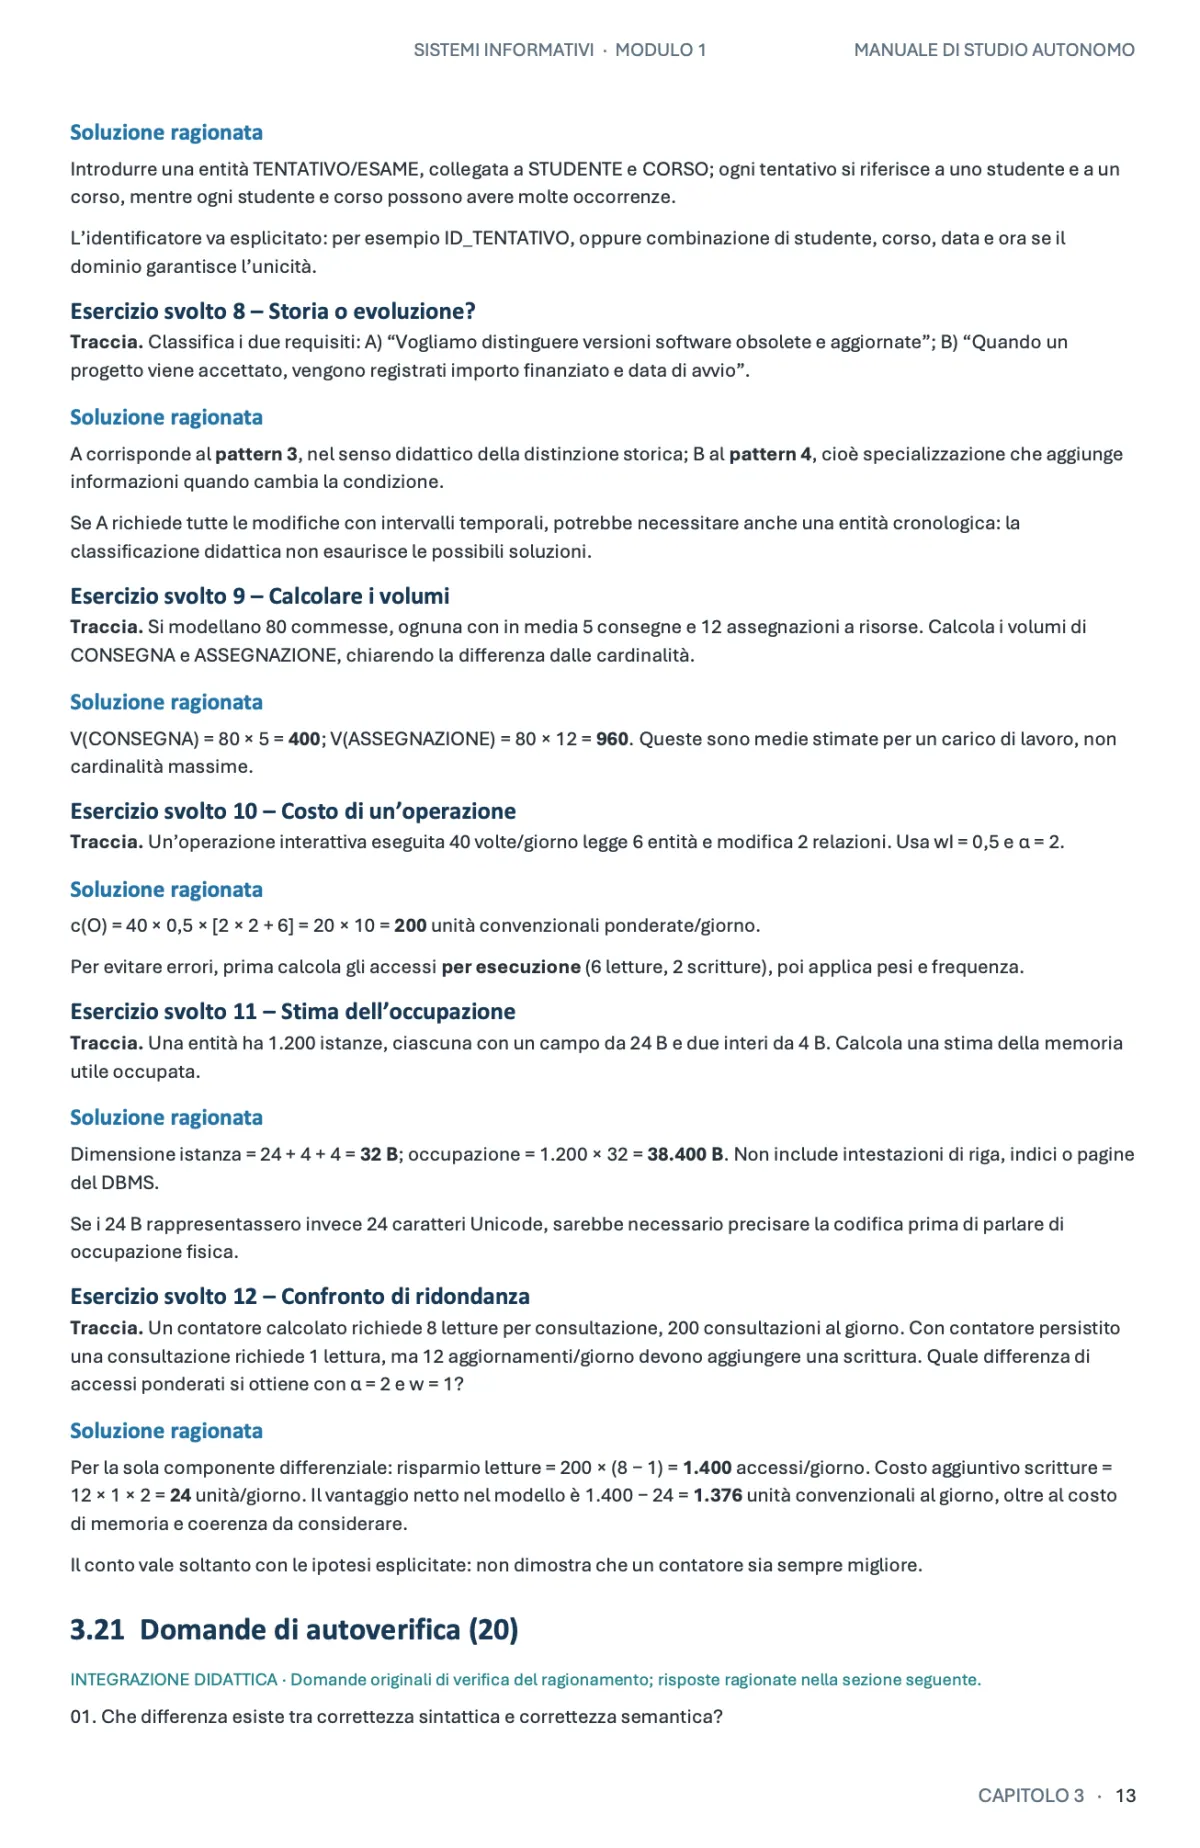 SISTEMI INFORMATIVI · MODULO 1 MANUALE DI STUDIO AUTONOMO
Soluzione ragionata
Introdurre una entità TENTATIVO/ESAME, collegata a STUDENTE e CORSO; ogni tentativo si riferisce a uno studente e a un
corso, mentre ogni studente e corso possono avere molte occorrenze.
L’identificatore va esplicitato: per esempio ID_TENTATIVO, oppure combinazione di studente, corso, data e ora se il
dominio garantisce l’unicità.
Esercizio svolto 8 – Storia o evoluzione?
Traccia. Classifica i due requisiti: A) “Vogliamo distinguere versioni software obsolete e aggiornate”; B) “Quando un
progetto viene accettato, vengono registrati importo finanziato e data di avvio”.
Soluzione ragionata
A corrisponde al pattern 3, nel senso didattico della distinzione storica; B al pattern 4, cioè specializzazione che aggiunge
informazioni quando cambia la condizione.
Se A richiede tutte le modifiche con intervalli temporali, potrebbe necessitare anche una entità cronologica: la
classificazione didattica non esaurisce le possibili soluzioni.
Esercizio svolto 9 – Calcolare i volumi
Traccia. Si modellano 80 commesse, ognuna con in media 5 consegne e 12 assegnazioni a risorse. Calcola i volumi di
CONSEGNA e ASSEGNAZIONE, chiarendo la differenza dalle cardinalità.
Soluzione ragionata
V(CONSEGNA) = 80 × 5 = 400; V(ASSEGNAZIONE) = 80 × 12 = 960. Queste sono medie stimate per un carico di lavoro, non
cardinalità massime.
Esercizio svolto 10 – Costo di un’operazione
Traccia. Un’operazione interattiva eseguita 40 volte/giorno legge 6 entità e modifica 2 relazioni. Usa wI = 0,5 e α = 2.
Soluzione ragionata
c(O) = 40 × 0,5 × [2 × 2 + 6] = 20 × 10 = 200 unità convenzionali ponderate/giorno.
Per evitare errori, prima calcola gli accessi per esecuzione (6 letture, 2 scritture), poi applica pesi e frequenza.
Esercizio svolto 11 – Stima dell’occupazione
Traccia. Una entità ha 1.200 istanze, ciascuna con un campo da 24 B e due interi da 4 B. Calcola una stima della memoria
utile occupata.
Soluzione ragionata
Dimensione istanza = 24 + 4 + 4 = 32 B; occupazione = 1.200 × 32 = 38.400 B. Non include intestazioni di riga, indici o pagine
del DBMS.
Se i 24 B rappresentassero invece 24 caratteri Unicode, sarebbe necessario precisare la codifica prima di parlare di
occupazione fisica.
Esercizio svolto 12 – Confronto di ridondanza
Traccia. Un contatore calcolato richiede 8 letture per consultazione, 200 consultazioni al giorno. Con contatore persistito
una consultazione richiede 1 lettura, ma 12 aggiornamenti/giorno devono aggiungere una scrittura. Quale differenza di
accessi ponderati si ottiene con α = 2 e w = 1?
Soluzione ragionata
Per la sola componente differenziale: risparmio letture = 200 × (8 − 1) = 1.400 accessi/giorno. Costo aggiuntivo scritture =
12 × 1 × 2 = 24 unità/giorno. Il vantaggio netto nel modello è 1.400 − 24 = 1.376 unità convenzionali al giorno, oltre al costo
di memoria e coerenza da considerare.
Il conto vale soltanto con le ipotesi esplicitate: non dimostra che un contatore sia sempre migliore.
3.21 Domande di autoverifica (20)
INTEGRAZIONE DIDATTICA · Domande originali di verifica del ragionamento; risposte ragionate nella sezione seguente.
01. Che differenza esiste tra correttezza sintattica e correttezza semantica?
CAPITOLO 3 · 13